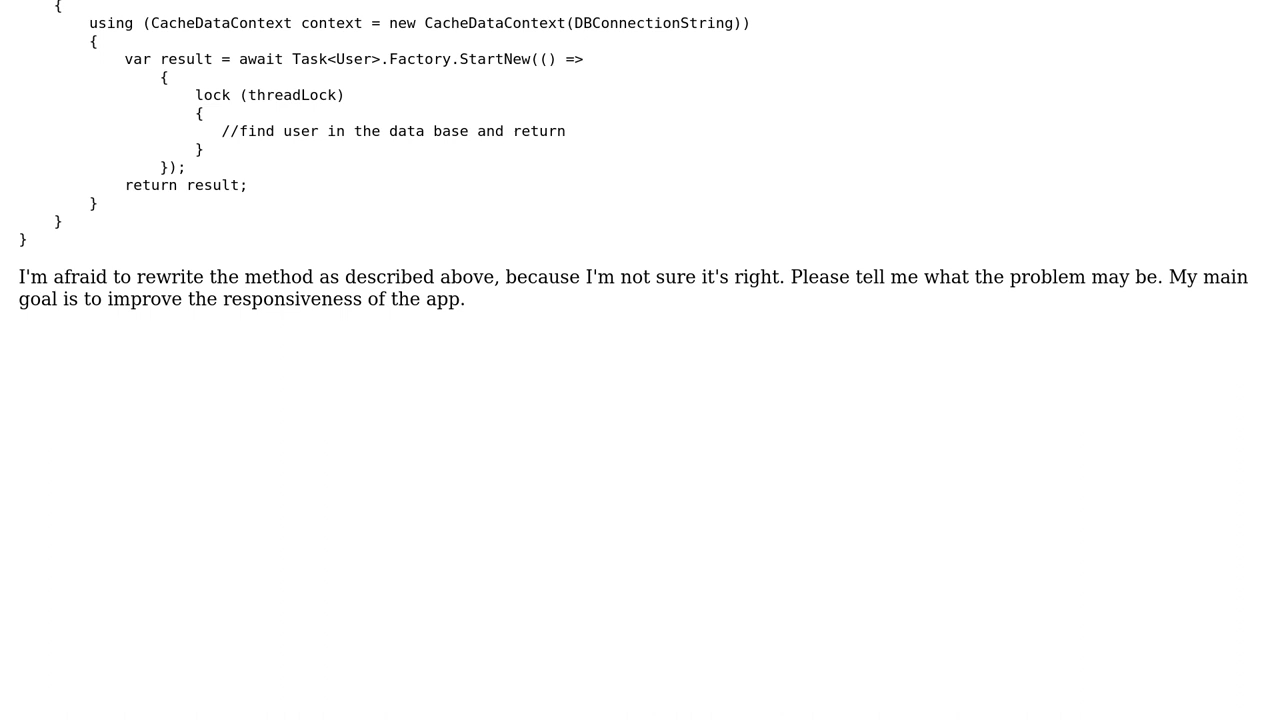 {
using (CacheDataContext context = new CacheDataContext(DBConnectionString))
{
var result = await Task<User>.Factory.StartNew(() =>
{
lock (threadLock)
{
//find user in the data base and return
}
});
return result;
}
}
}
I'm afraid to rewrite the method as described above, because I'm not sure it's right. Please tell me what the problem may be. My main
goal is to improve the responsiveness of the app.